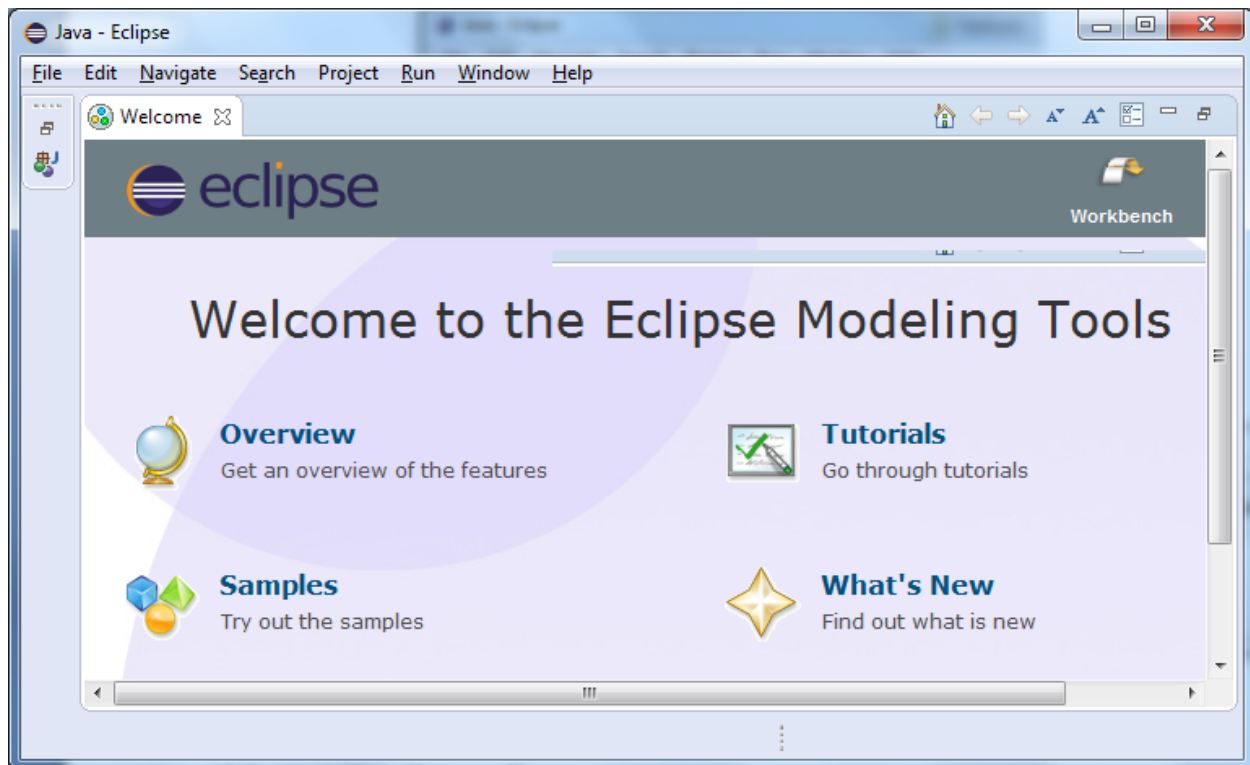 Java - Eclipse
File Edit Navigate Search Project Run Window Help
Welcome
eclipse
Workbench
Welcome to the Eclipse Modeling Tools
Overview
Get an overview of the features
Tutorials
Go through tutorials
Samples
Try out the samples
What's New
Find out what is new